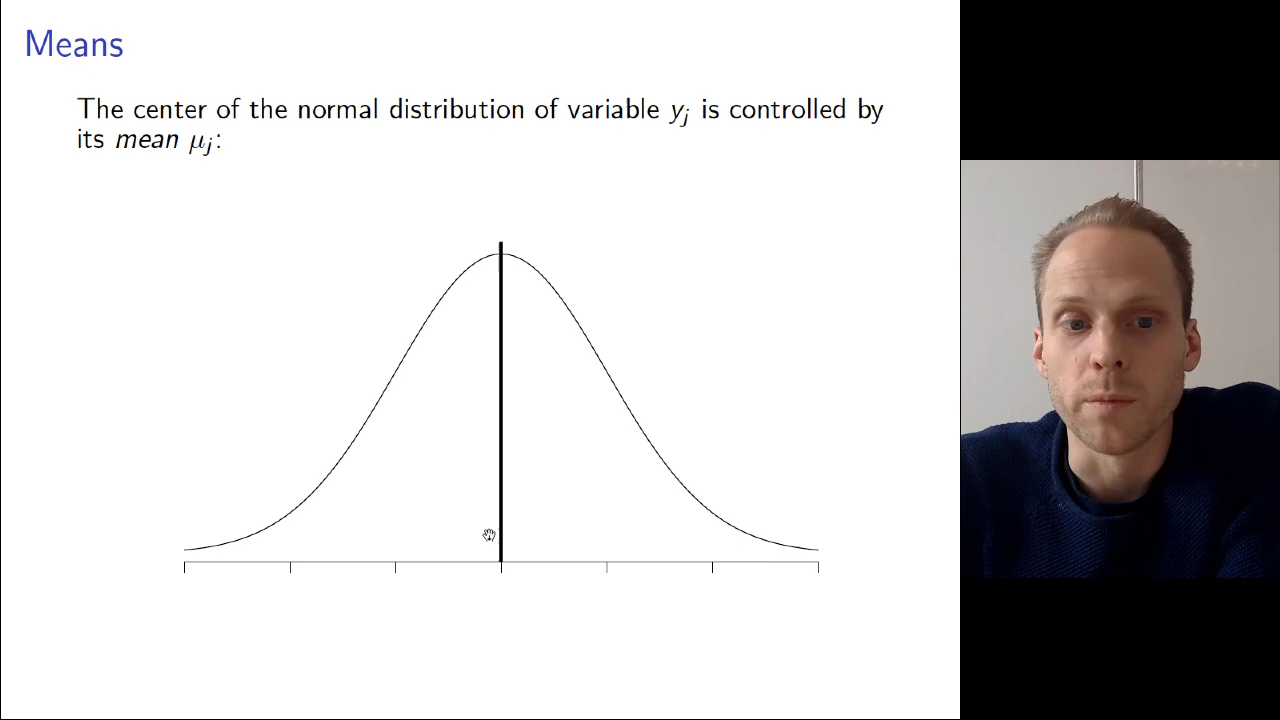 Means
The center of the normal distribution of variable yⱼ is controlled by
its mean μⱼ: